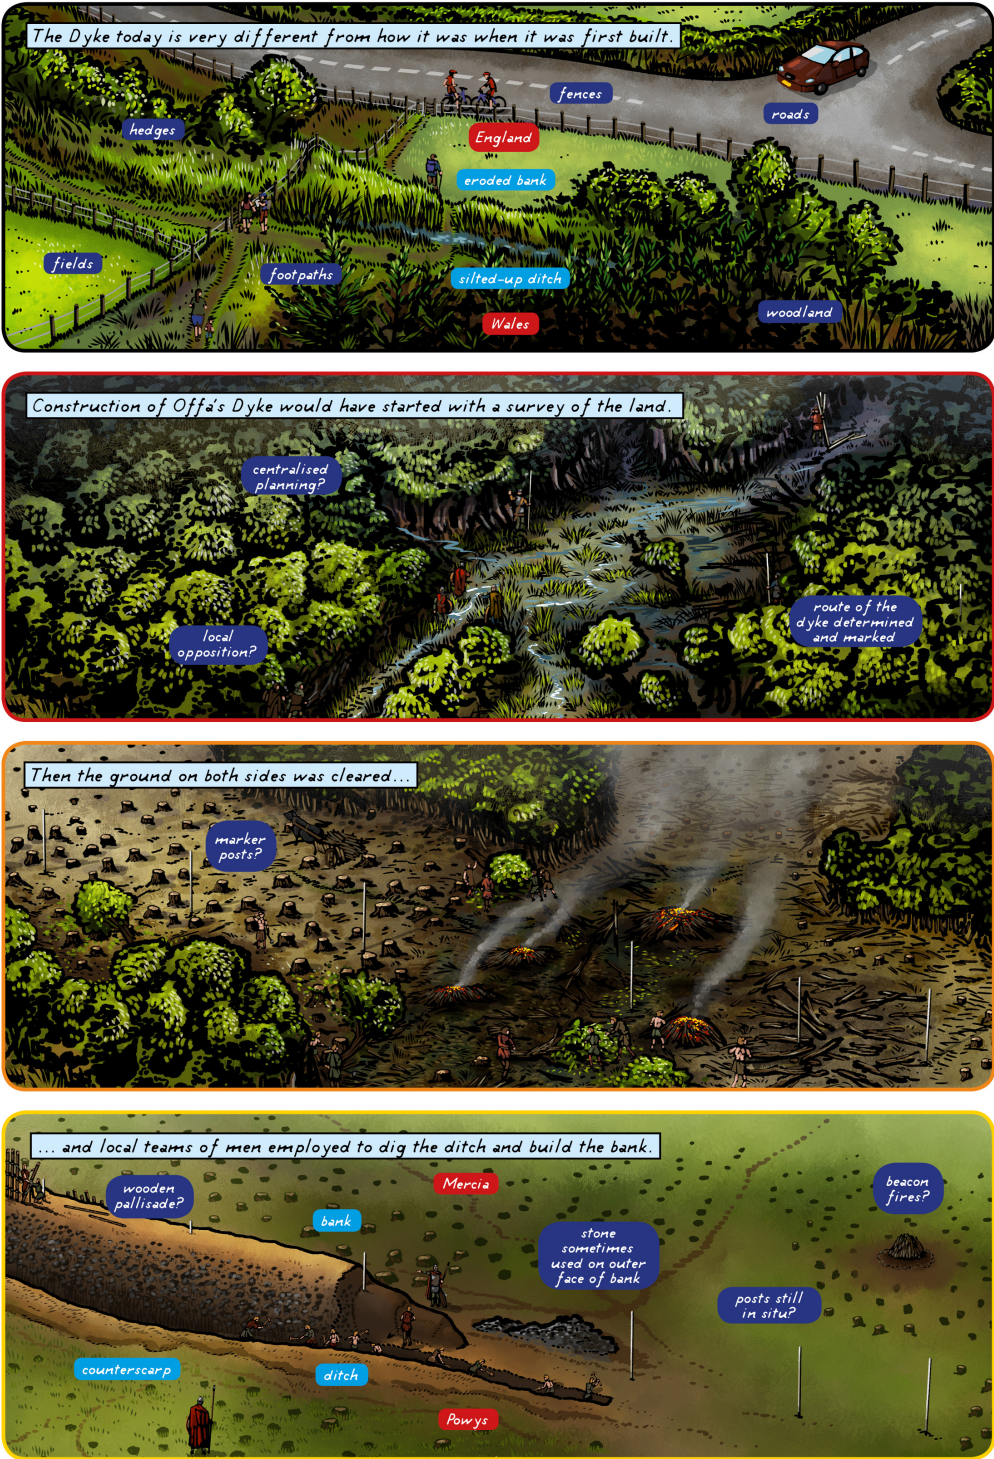 The Dyke today is very different from how it was when it was first built.
fences
roads
hedges
England
eroded bank
fields
footpaths
silted-up ditch
woodland
Wales
Construction of Offa's Dyke would have started with a survey of the land.
centralised
planning?
route of the
dyke determined
and marked
local
opposition?
Then the ground on both sides was cleared...
marker
posts?
... and local teams of men employed to dig the ditch and build the bank.
wooden
pallisade?
Mercia
beacon
fires?
bank
stone
sometimes
used on outer
face of bank
posts still
in situ?
counterscarp
ditch
Powys